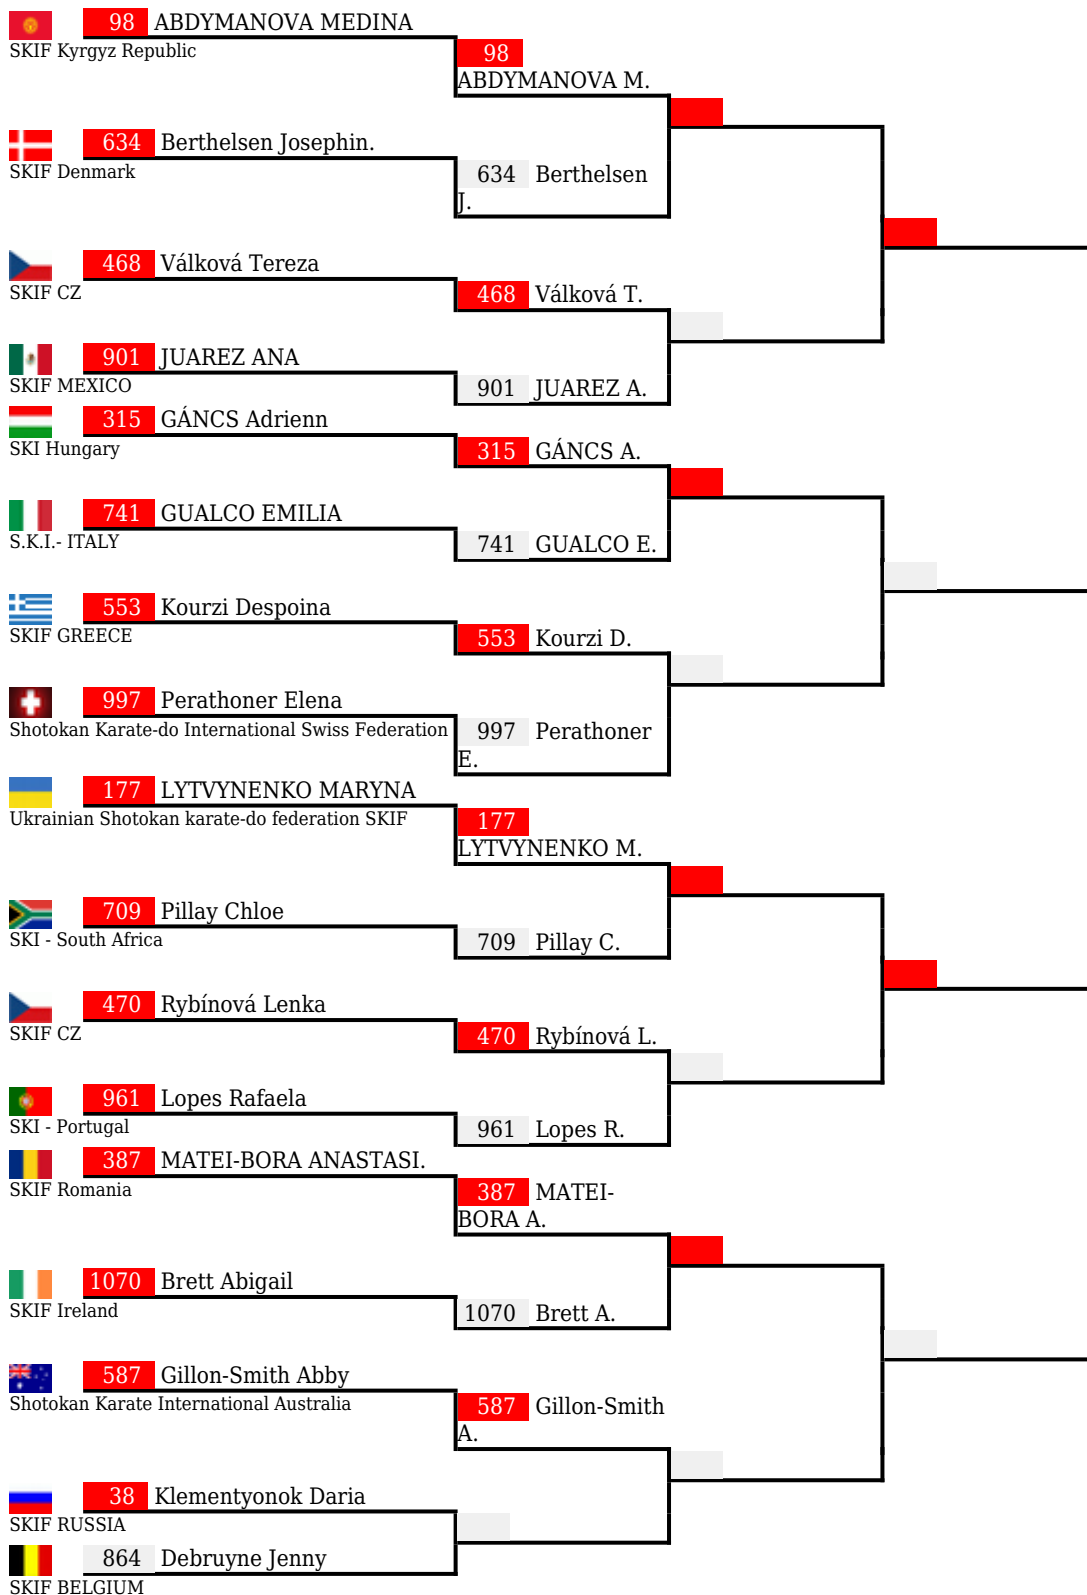 98 ABDYMANOVA MEDINA
SKIF Kyrgyz Republic
98
ABDYMANOVA M.
634 Berthelsen Josephin.
SKIF Denmark
634 Berthelsen
J.
468 Válková Tereza
SKIF CZ
468 Válková T.
901 JUAREZ ANA
SKIF MEXICO
901 JUAREZ A.
315 GÁNCS Adrienn
SKI Hungary
315 GÁNCS A.
741 GUALCO EMILIA
S.K.I.- ITALY
741 GUALCO E.
553 Kourzi Despoina
SKIF GREECE
553 Kourzi D.
997 Perathoner Elena
Shotokan Karate-do International Swiss Federation
997 Perathoner
E.
177 LYTVYNENKO MARYNA
Ukrainian Shotokan karate-do federation SKIF
177
LYTVYNENKO M.
709 Pillay Chloe
SKI - South Africa
709 Pillay C.
470 Rybínová Lenka
SKIF CZ
470 Rybínová L.
961 Lopes Rafaela
SKI - Portugal
961 Lopes R.
387 MATEI-BORA ANASTASI.
SKIF Romania
387 MATEI-
BORA A.
1070 Brett Abigail
SKIF Ireland
1070 Brett A.
587 Gillon-Smith Abby
Shotokan Karate International Australia
587 Gillon-Smith
A.
38 Klementyonok Daria
SKIF RUSSIA
864 Debruyne Jenny
SKIF BELGIUM